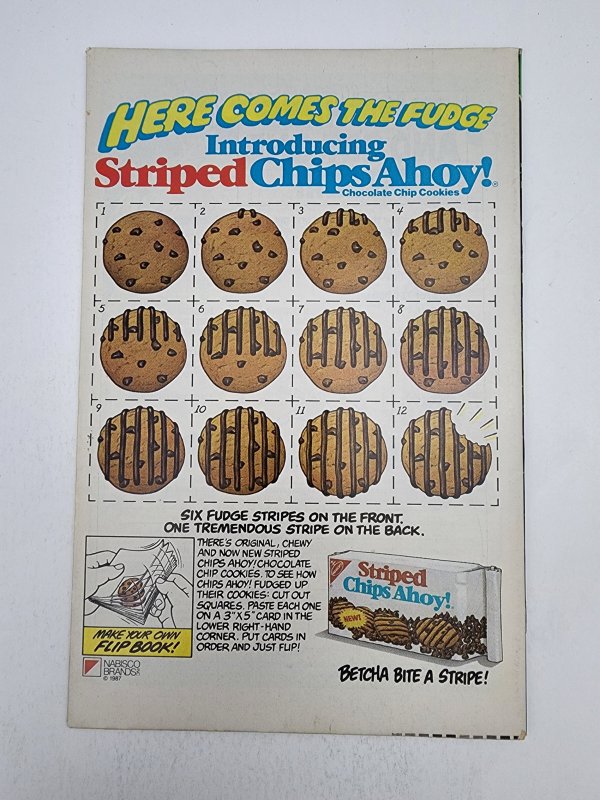 HERE COMES THE FUDGE
Introducing
Striped Chips Ahoy!®
Chocolate Chip Cookies
1 2 3 4
5 6 7 8
9 10 11 12
SIX FUDGE STRIPES ON THE FRONT.
ONE TREMENDOUS STRIPE ON THE BACK.
THERE'S ORIGINAL, CHEWY
AND NOW NEW STRIPED
CHIPS AHOY! CHOCOLATE
CHIP COOKIES. TO SEE HOW
CHIPS AHOY! FUDGED UP
THEIR COOKIES: CUT OUT
SQUARES. PASTE EACH ONE
ON A 3"X5" CARD IN THE
LOWER RIGHT-HAND
CORNER. PUT CARDS IN
ORDER AND JUST FLIP!
MAKE YOUR OWN
FLIP BOOK!
NABISCO
BRANDS
© 1987
Striped
Chips Ahoy!
NEW!
BETCHA BITE A STRIPE!